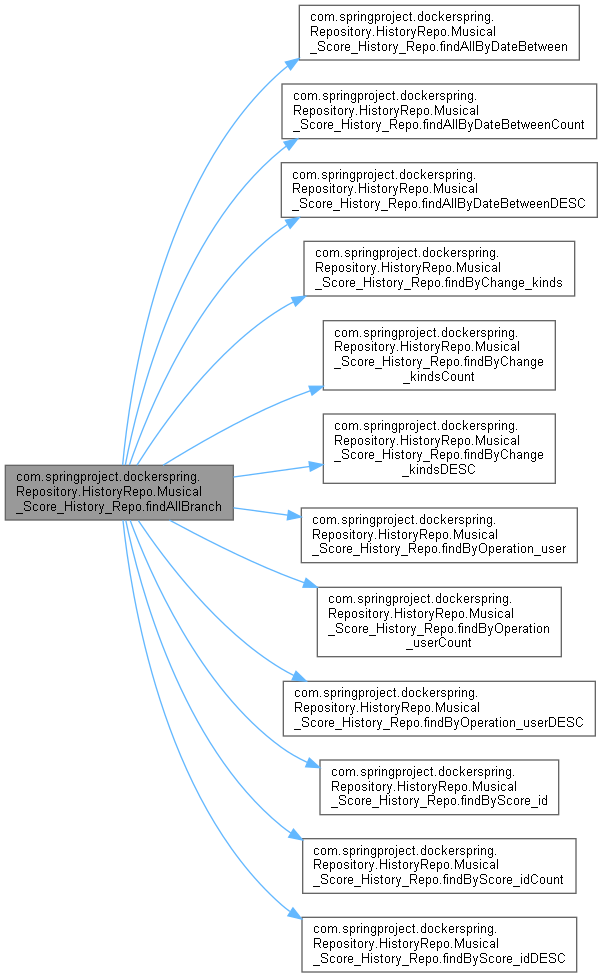 com.springproject.dockerspring.
Repository.HistoryRepo.Musical
_Score_History_Repo.findAllByDateBetween
com.springproject.dockerspring.
Repository.HistoryRepo.Musical
_Score_History_Repo.findAllByDateBetweenCount
com.springproject.dockerspring.
Repository.HistoryRepo.Musical
_Score_History_Repo.findAllByDateBetweenDESC
com.springproject.dockerspring.
Repository.HistoryRepo.Musical
_Score_History_Repo.findByChange_kinds
com.springproject.dockerspring.
Repository.HistoryRepo.Musical
_Score_History_Repo.findByChange
_kindsCount
com.springproject.dockerspring.
Repository.HistoryRepo.Musical
_Score_History_Repo.findByChange
_kindsDESC
com.springproject.dockerspring.
Repository.HistoryRepo.Musical
_Score_History_Repo.findAllBranch
com.springproject.dockerspring.
Repository.HistoryRepo.Musical
_Score_History_Repo.findByOperation_user
com.springproject.dockerspring.
Repository.HistoryRepo.Musical
_Score_History_Repo.findByOperation
_userCount
com.springproject.dockerspring.
Repository.HistoryRepo.Musical
_Score_History_Repo.findByOperation_userDESC
com.springproject.dockerspring.
Repository.HistoryRepo.Musical
_Score_History_Repo.findByScore_id
com.springproject.dockerspring.
Repository.HistoryRepo.Musical
_Score_History_Repo.findByScore_idCount
com.springproject.dockerspring.
Repository.HistoryRepo.Musical
_Score_History_Repo.findByScore_idDESC